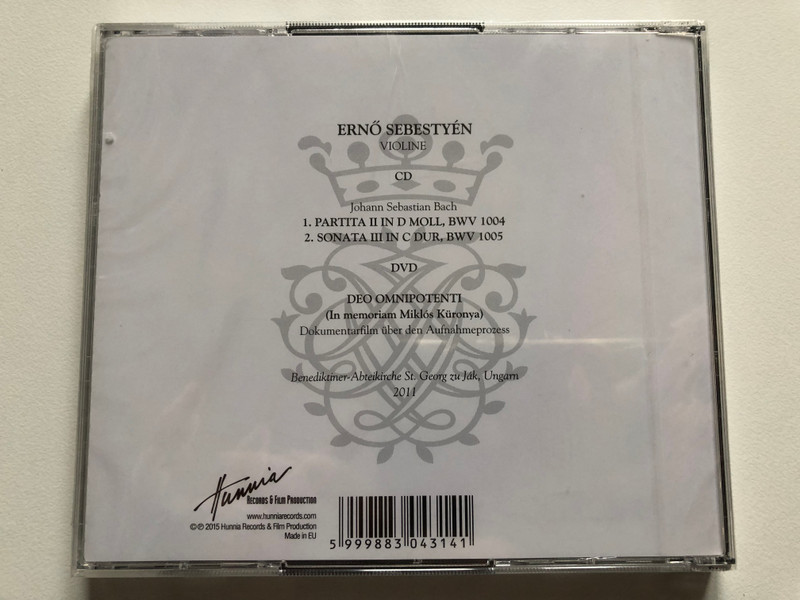 ERNŐ SEBESTYÉN
VIOLINE
CD
Johann Sebastian Bach
1. PARTITA II IN D MOLL, BWV 1004
2. SONATA III IN C DUR, BWV 1005
DVD
DEO OMNIPOTENTI
(In memoriam Miklós Küronya)
Dokumentarfilm über den Aufnahmeprozess
Benediktiner-Abteikirche St. Georg zu Ják, Ungarn
2011
Hunnia
RECORDS & FILM PRODUCTION
www.hunniarecords.com
©℗ 2015 Hunnia Records & Film Production
Made in EU
5 999883 043141